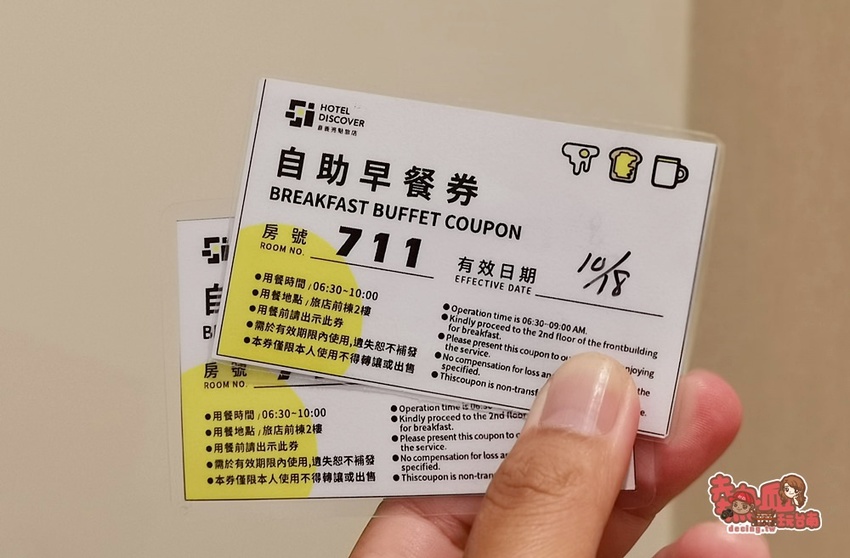 HOTEL
DISCOVER
自助早餐券
BREAKFAST BUFFET COUPON
房號
ROOM NO.
711
有效日期
EFFECTIVE DATE
10/18
●用餐時間/06:30~10:00
●用餐地點/旅店前棟2樓
●用餐前請出示此券
●需於有效期限內使用,遺失恕不補發
●本券僅限本人使用不得轉讓或出售
●Operation time is 06:30-09:00 AM.
●Kindly proceed to the 2nd floor of the frontbuilding
for breakfast.
●Please present this coupon to enjoying
the service.
●No compensation for loss the
specified.
●Thiscoupon is
房號
ROOM NO.
●用餐時間/06:30~10:00
●用餐地點/旅店前棟2樓
●用餐前請出示此券
●需於有效期限內使用,遺失恕不補發
●本券僅限本人使用不得轉讓或出售
●Operation time is
●Kindly proceed to the 2nd floor
for breakfast.
●Please present this coupon to
the service.
●No compensation for loss
specified.
●Thiscoupon is
熱血玩台南
decing.tw